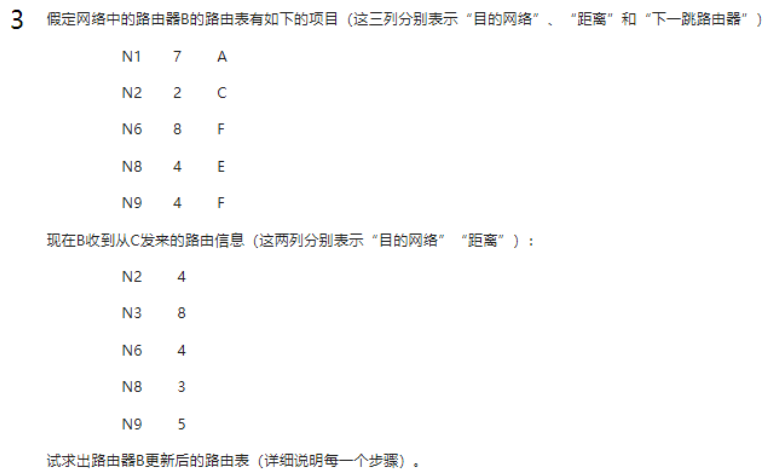 3 假定网络中的路由器B的路由表有如下的项目（这三列分别表示“目的网络”、“距离”和“下一跳路由器”）
N1 7 A
N2 2 C
N6 8 F
N8 4 E
N9 4 F
现在B收到从C发来的路由信息（这两列分别表示“目的网络”“距离”）：
N2 4
N3 8
N6 4
N8 3
N9 5
试求出路由器B更新后的路由表（详细说明每一个步骤）。